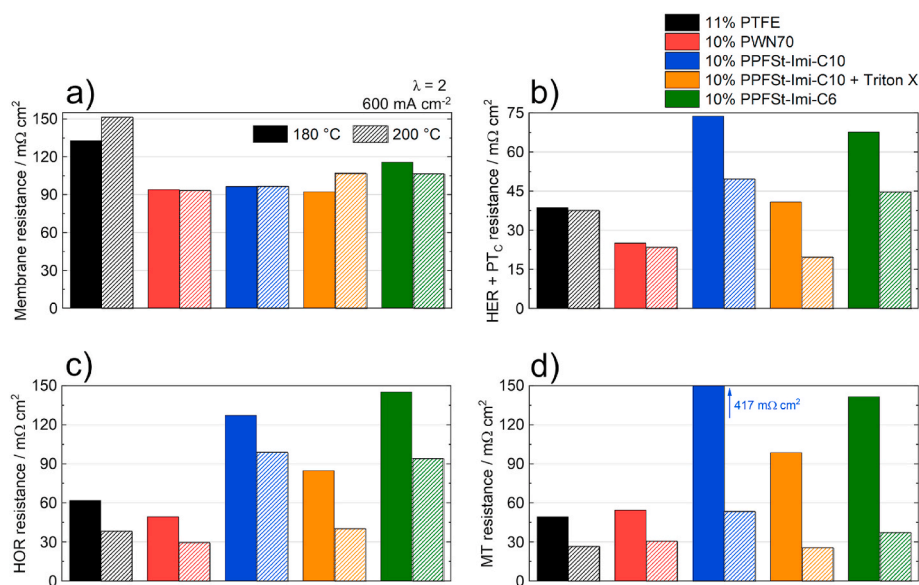 11% PTFE
10% PWN70
10% PPFSt-Imi-C10
10% PPFSt-Imi-C10 + Triton X
10% PPFSt-Imi-C6
a)
λ = 2
600 mA cm⁻²
180 °C
200 °C
150
120
90
60
30
0
Membrane resistance / mΩ cm²
b)
75
60
45
30
15
0
HER + PT_C resistance / mΩ cm²
c)
150
120
90
60
30
0
HOR resistance / mΩ cm²
d)
417 mΩ cm²
150
120
90
60
30
0
MT resistance / mΩ cm²